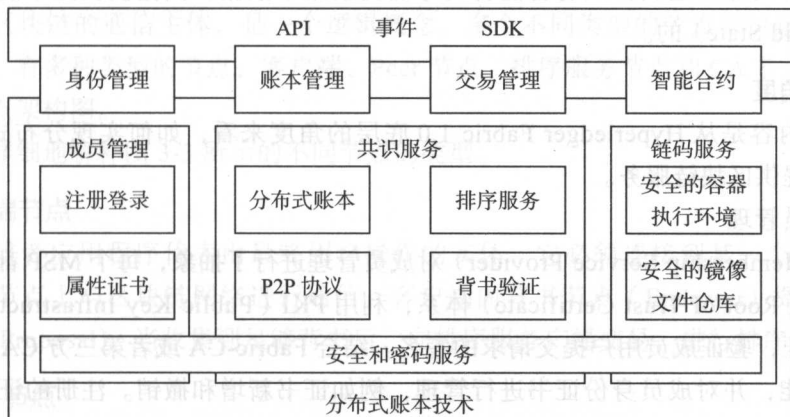 API 事件 SDK
身份管理 账本管理 交易管理 智能合约
成员管理 共识服务 链码服务
注册登录 分布式账本 排序服务 安全的容器
执行环境
属性证书 P2P 协议 背书验证 安全的镜像
文件仓库
安全和密码服务
分布式账本技术